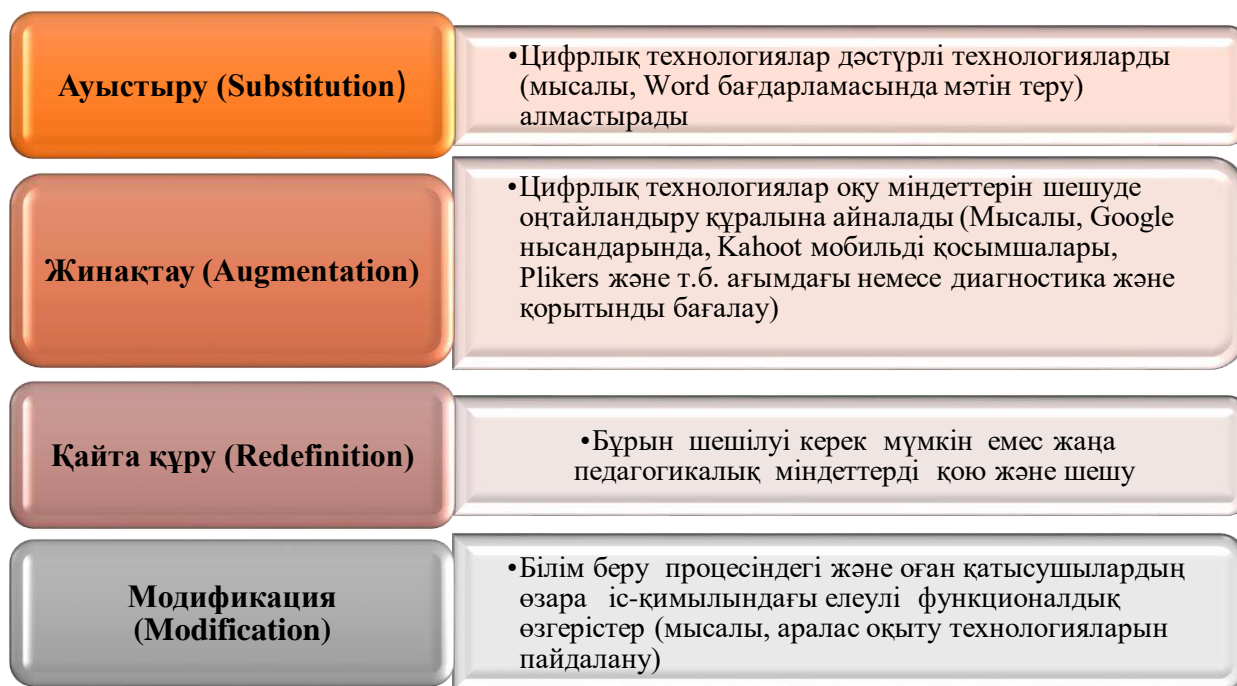 Ауыстыру (Substitution)
•Цифрлық технологиялар дәстүрлі технологияларды
(мысалы, Word бағдарламасында мәтін теру)
алмастырады
Жинақтау (Augmentation)
•Цифрлық технологиялар оқу міндеттерін шешуде
оңтайландыру құралына айналады (Мысалы, Google
нысандарында, Kahoot мобильді қосымшалары,
Plikers және т.б. ағымдағы немесе диагностика және
қорытынды бағалау)
Қайта құру (Redefinition)
•Бұрын шешілуі керек мүмкін емес жаңа
педагогикалық міндеттерді қою және шешу
Модификация
(Modification)
•Білім беру процесіндегі және оған қатысушылардың
өзара іс-қимылындағы елеулі функционалдық
өзгерістер (мысалы, аралас оқыту технологияларын
пайдалану)